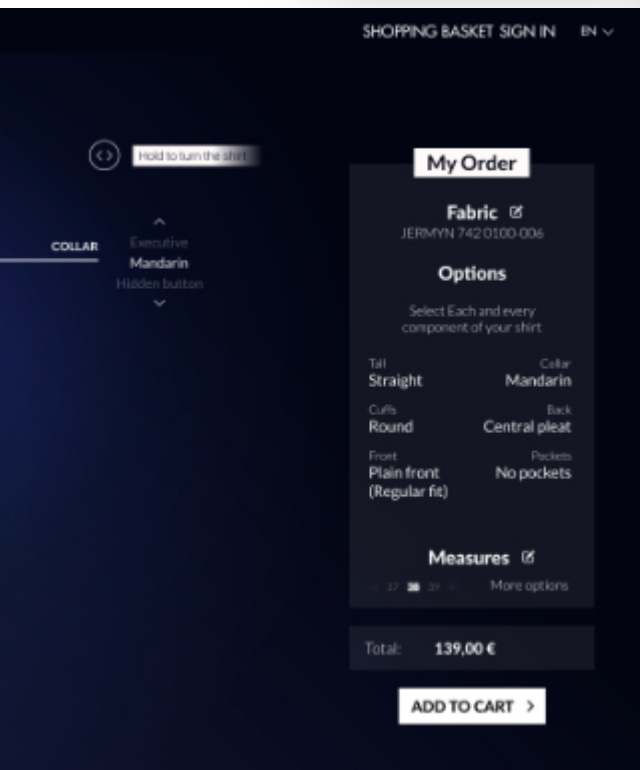 SHOPPING BASKET SIGN IN EN
Hold to turn the shirt
My Order
Fabric
JERMYN 742 0100-006
COLLAR
Executive
Mandarin
Hidden button
Options
Select Each and every
component of your shirt
Tail Collar
Straight Mandarin
Cuffs Back
Round Central pleat
Front Pockets
Plain front No pockets
(Regular fit)
Measures
37 38 39 More options
Total: 139,00 €
ADD TO CART